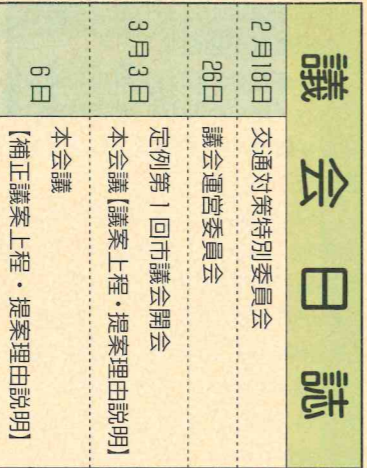 議会日誌
2月18日 交通対策特別委員会
26日 議会運営委員会
3月3日 定例第1回市議会開会
本会議【議案上程・提案理由説明】
6日 本会議
【補正議案上程・提案理由説明】